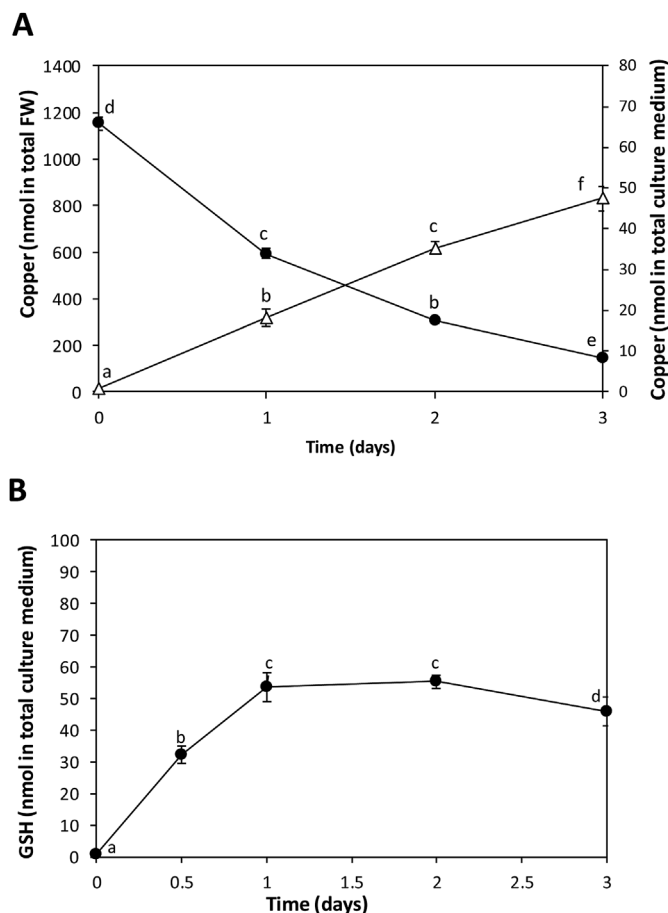 A
Copper (nmol in total FW)
1400
1200
1000
800
600
400
200
0
d
c
b
a
c
b
f
e
80
70
60
50
40
30
20
10
0
Copper (nmol in total culture medium)
0 1 2 3
Time (days)
B
GSH (nmol in total culture medium)
100
90
80
70
60
50
40
30
20
10
0
a
b
c
c
d
0 0.5 1 1.5 2 2.5 3
Time (days)